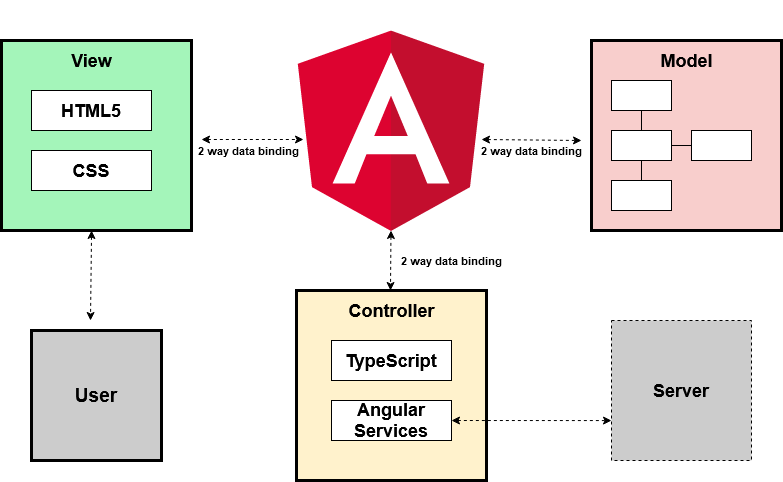 View
HTML5
CSS
2 way data binding
A
2 way data binding
Model
2 way data binding
User
Controller
TypeScript
Angular
Services
Server